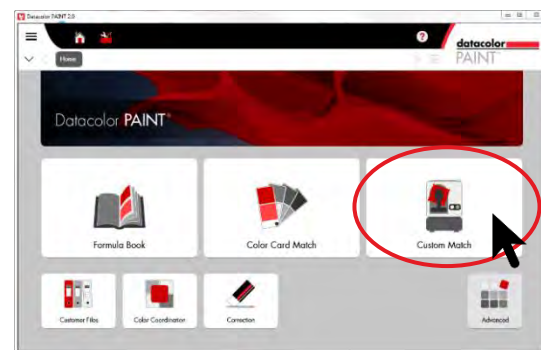 Datacolor PAINT 2.0
?
datacolor
PAINT™
Home
Datacolor PAINT®
Formula Book
Color Card Match
Custom Match
Customer Files
Color Coordination
Correction
Advanced